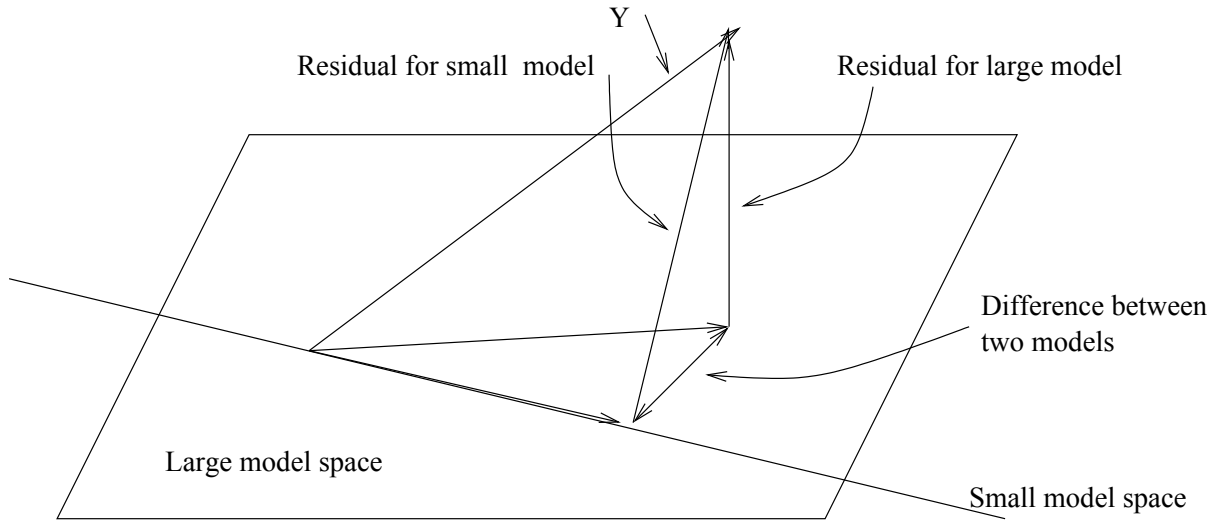 Y
Residual for small model
Residual for large model
Difference between
two models
Large model space
Small model space